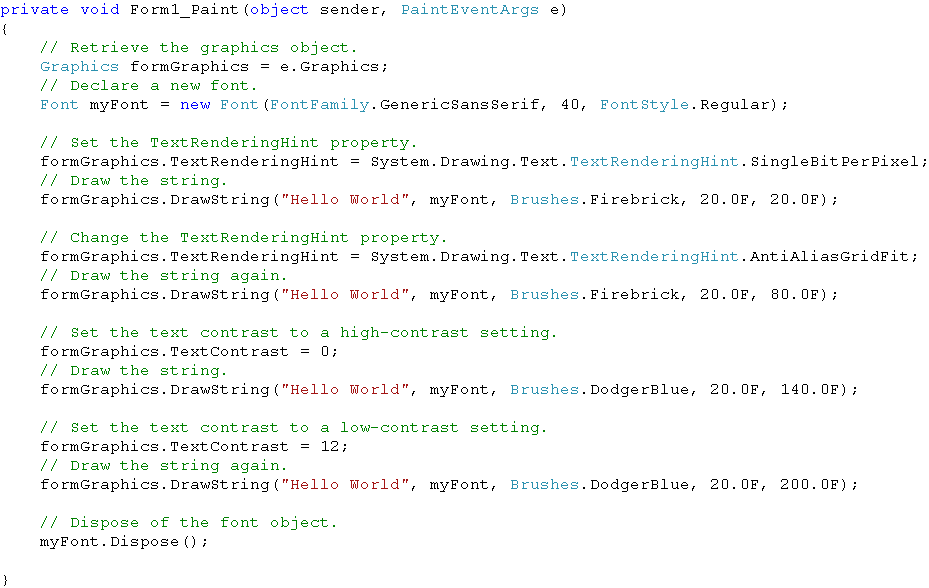 private void Form1_Paint(object sender, PaintEventArgs e)
{
    // Retrieve the graphics object.
    Graphics formGraphics = e.Graphics;
    // Declare a new font.
    Font myFont = new Font(FontFamily.GenericSansSerif, 40, FontStyle.Regular);

    // Set the TextRenderingHint property.
    formGraphics.TextRenderingHint = System.Drawing.Text.TextRenderingHint.SingleBitPerPixel;
    // Draw the string.
    formGraphics.DrawString("Hello World", myFont, Brushes.Firebrick, 20.0F, 20.0F);

    // Change the TextRenderingHint property.
    formGraphics.TextRenderingHint = System.Drawing.Text.TextRenderingHint.AntiAliasGridFit;
    // Draw the string again.
    formGraphics.DrawString("Hello World", myFont, Brushes.Firebrick, 20.0F, 80.0F);

    // Set the text contrast to a high-contrast setting.
    formGraphics.TextContrast = 0;
    // Draw the string.
    formGraphics.DrawString("Hello World", myFont, Brushes.DodgerBlue, 20.0F, 140.0F);

    // Set the text contrast to a low-contrast setting.
    formGraphics.TextContrast = 12;
    // Draw the string again.
    formGraphics.DrawString("Hello World", myFont, Brushes.DodgerBlue, 20.0F, 200.0F);

    // Dispose of the font object.
    myFont.Dispose();

}